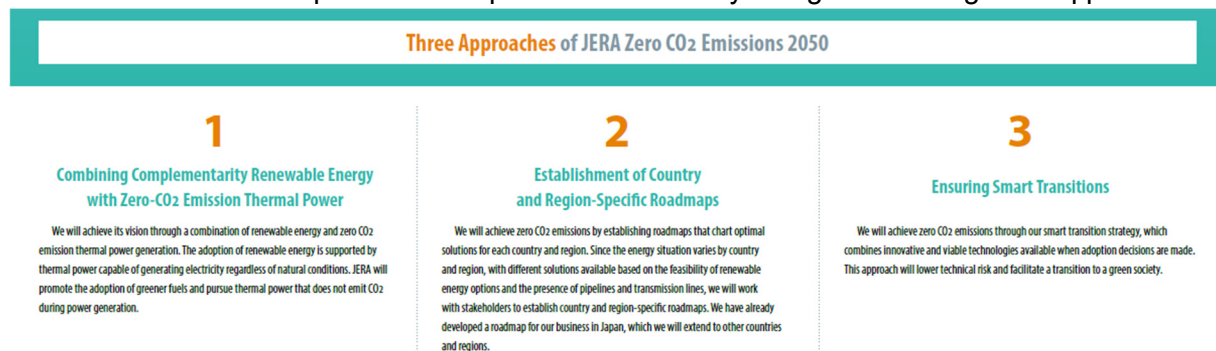 Three Approaches of JERA Zero CO2 Emissions 2050
1
Combining Complementarity Renewable Energy
with Zero-CO2 Emission Thermal Power
We will achieve its vision through a combination of renewable energy and zero CO2
emission thermal power generation. The adoption of renewable energy is supported by
thermal power capable of generating electricity regardless of natural conditions. JERA will
promote the adoption of greener fuels and pursue thermal power that does not emit CO2
during power generation.
2
Establishment of Country
and Region-Specific Roadmaps
We will achieve zero CO2 emissions by establishing roadmaps that chart optimal
solutions for each country and region. Since the energy situation varies by country
and region, with different solutions available based on the feasibility of renewable
energy options and the presence of pipelines and transmission lines, we will work
with stakeholders to establish country and region-specific roadmaps. We have already
developed a roadmap for our business in Japan, which we will extend to other countries
and regions.
3
Ensuring Smart Transitions
We will achieve zero CO2 emissions through our smart transition strategy, which
combines innovative and viable technologies available when adoption decisions are made.
This approach will lower technical risk and facilitate a transition to a green society.